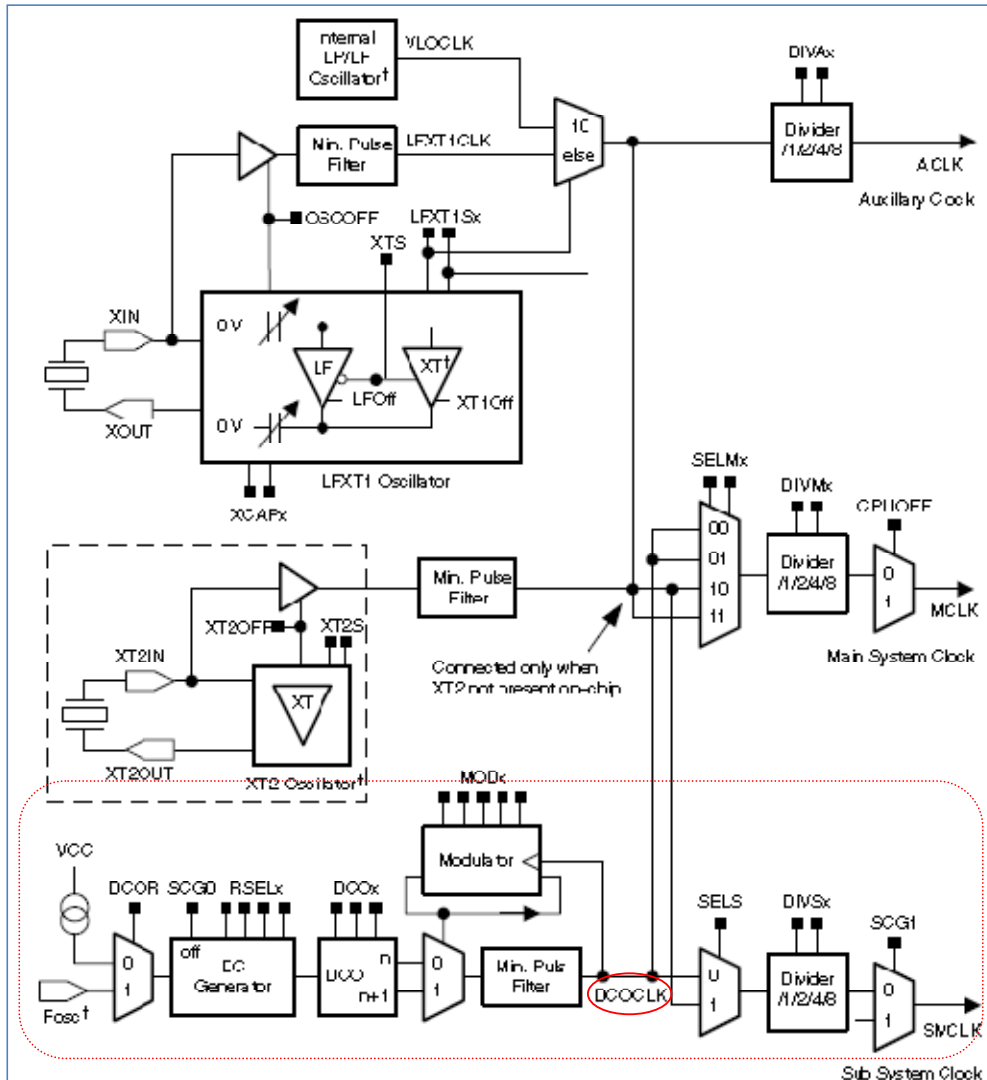 Internal
LP/LF
Oscillator†
VLOCLK
DIVAx
10
else
Min. Pulse
Filter
LFXT1CLK
Divider
/1/2/4/8
ACLK
Auxillary Clock
OSCOFF
LFXT1Sx
XTS
XIN
0 V
LF
XT†
LFOff
XT1Off
0 V
XOUT
LFXT1 Oscillator
XCAPx
SELMx
DIVMx
CPUOFF
00
01
10
11
Divider
/1/2/4/8
0
1
MCLK
Main System Clock
Min. Pulse
Filter
Connected only when
XT2 not present on-chip
XT2OFF
XT2S
XT2IN
XT
XT2OUT
XT2 Oscillator†
MODx
Modulator
VCC
DCOR
SCG0
RSELx
DCOx
off
DC
Generator
DCO
n
n+1
0
1
0
1
Min. Puls
Filter
DCOCLK
Fosc†
SELS
DIVSx
SCG1
0
1
Divider
/1/2/4/8
0
1
SMCLK
Sub System Clock